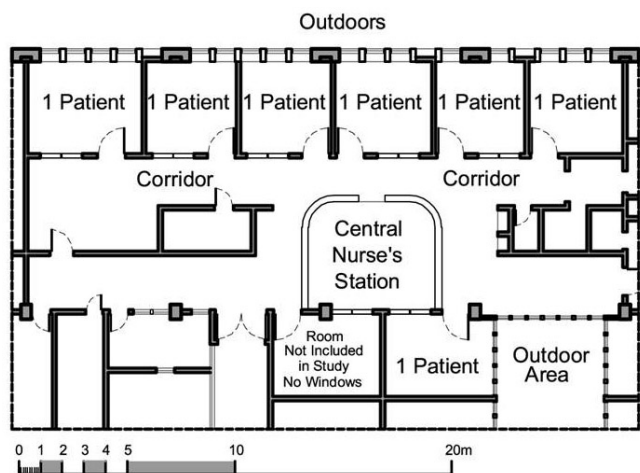 Outdoors
1 Patient
1 Patient
1 Patient
1 Patient
1 Patient
1 Patient
Corridor
Corridor
Central
Nurse's
Station
Room
Not Included
in Study
No Windows
1 Patient
Outdoor
Area
0 1 2 3 4 5 10 20m